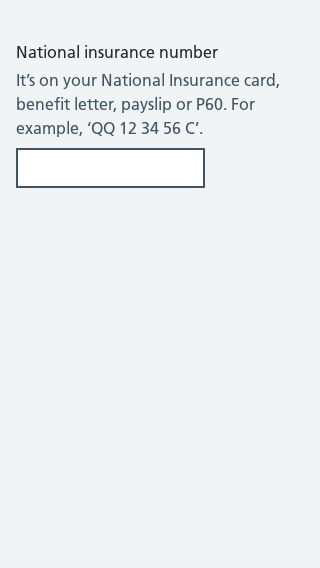 National insurance number
It’s on your National Insurance card,
benefit letter, payslip or P60. For
example, ‘QQ 12 34 56 C’.